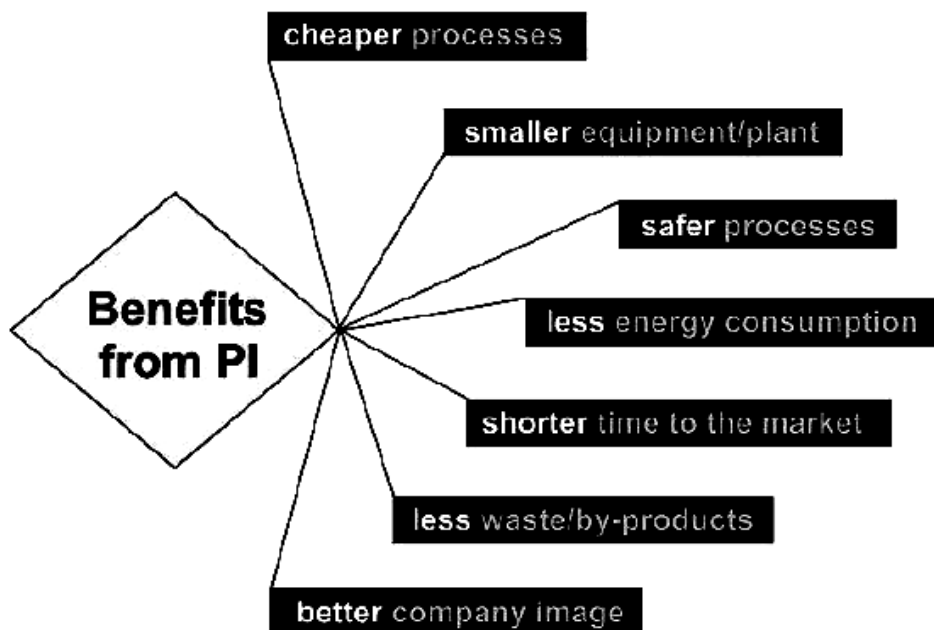 cheaper processes
smaller equipment/plant
safer processes
Benefits
from PI
less energy consumption
shorter time to the market
less waste/by-products
better company image